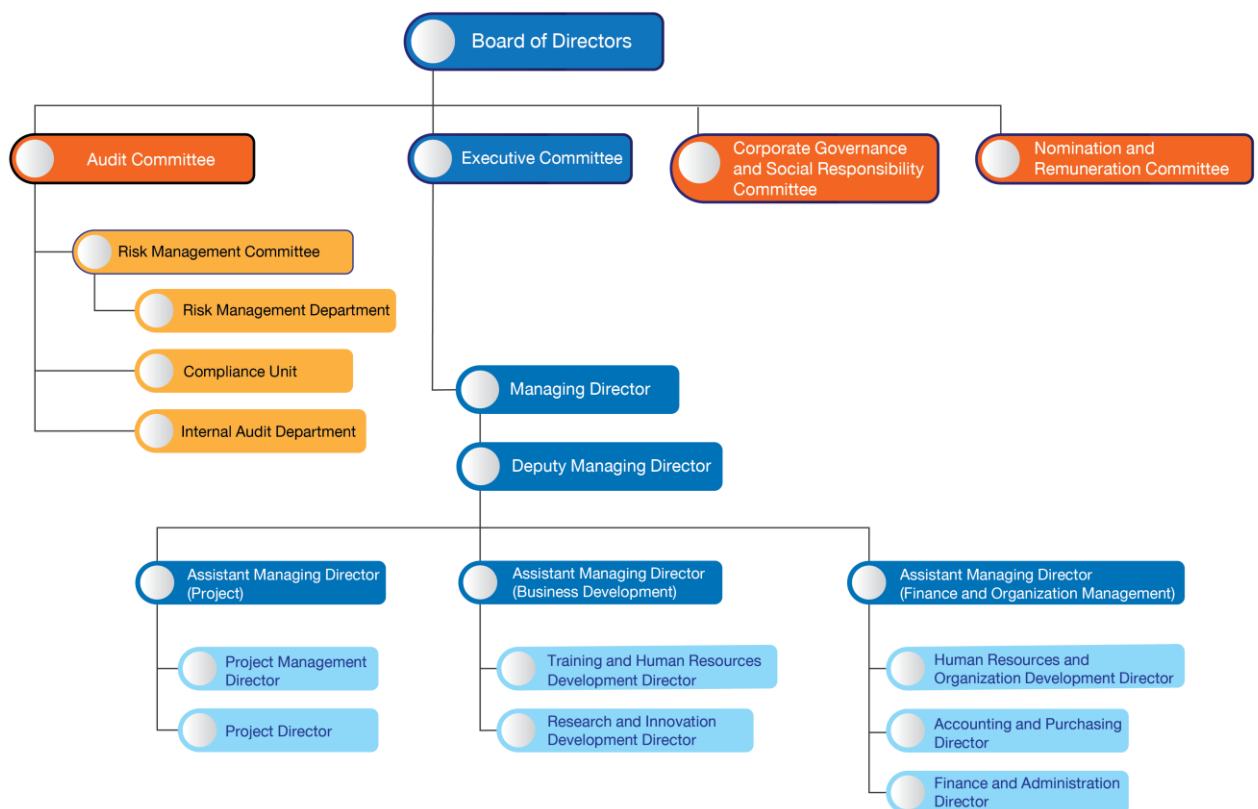 Board of Directors
Audit Committee
Executive Committee
Corporate Governance
and Social Responsibility
Committee
Nomination and
Remuneration Committee
Risk Management Committee
Risk Management Department
Compliance Unit
Internal Audit Department
Managing Director
Deputy Managing Director
Assistant Managing Director
(Project)
Assistant Managing Director
(Business Development)
Assistant Managing Director
(Finance and Organization Management)
Project Management
Director
Training and Human Resources
Development Director
Human Resources and
Organization Development Director
Project Director
Research and Innovation
Development Director
Accounting and Purchasing
Director
Finance and Administration
Director